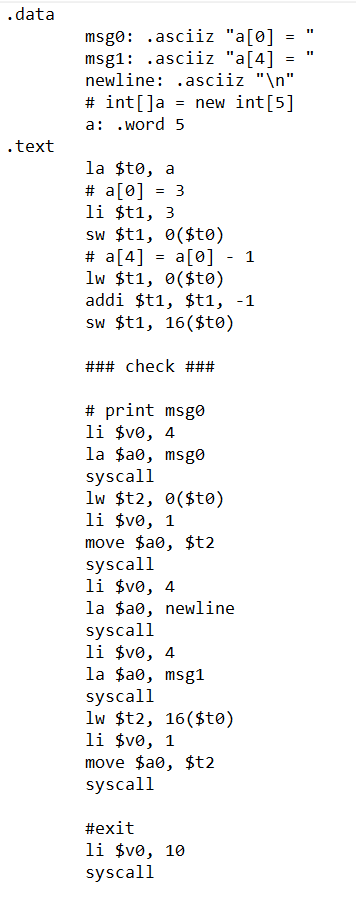 .data
msg0: .asciiz "a[0] = "
msg1: .asciiz "a[4] = "
newline: .asciiz "\n"
# int[]a = new int[5]
a: .word 5
.text
la $t0, a
# a[0] = 3
li $t1, 3
sw $t1, 0($t0)
# a[4] = a[0] - 1
lw $t1, 0($t0)
addi $t1, $t1, -1
sw $t1, 16($t0)
### check ###
# print msg0
li $v0, 4
la $a0, msg0
syscall
lw $t2, 0($t0)
li $v0, 1
move $a0, $t2
syscall
li $v0, 4
la $a0, newline
syscall
li $v0, 4
la $a0, msg1
syscall
lw $t2, 16($t0)
li $v0, 1
move $a0, $t2
syscall
#exit
li $v0, 10
syscall